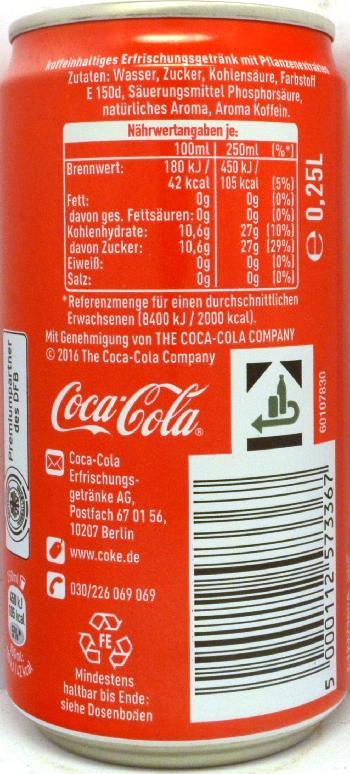 Koffeinhaltiges Erfrischungsgetränk mit Pflanzenextrakten
Zutaten: Wasser, Zucker, Kohlensäure, Farbstoff
E 150d, Säuerungsmittel Phosphorsäure,
natürliches Aroma, Aroma Koffein.
Nährwertangaben je:
100ml 250ml (%*)
Brennwert: 180 kJ / 450 kJ /
42 kcal 105 kcal (5%)
Fett: 0g 0g (0%)
davon ges. Fettsäuren: 0g 0g (0%)
Kohlenhydrate: 10,6g 27g (10%)
davon Zucker: 10,6g 27g (29%)
Eiweiß: 0g 0g (0%)
Salz: 0g 0g (0%)
*Referenzmenge für einen durchschnittlichen
Erwachsenen (8400 kJ / 2000 kcal).
℮ 0,25L
Mit Genehmigung von THE COCA-COLA COMPANY
© 2016 The Coca-Cola Company
Premiumpartner
des DFB
Coca-Cola®
60107830
Coca-Cola
Erfrischungs-
getränke AG,
Postfach 67 01 56,
10207 Berlin
www.coke.de
030/226 069 069
FE
Mindestens
haltbar bis Ende:
siehe Dosenboden
5 000112 573367
450 kJ
105 kcal